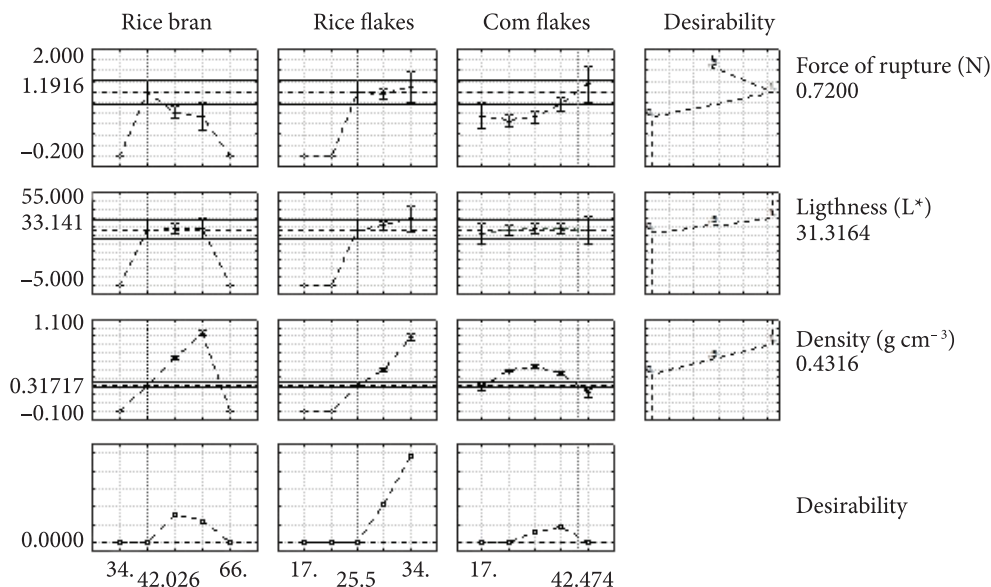 Rice bran Rice flakes Com flakes Desirability
2.000
1.1916
−0.200
Force of rupture (N)
0.7200
55.000
33.141
−5.000
Ligthness (L*)
31.3164
1.100
0.31717
−0.100
Density (g cm⁻³)
0.4316
0.0000
Desirability
34. 42.026 66. 17. 25.5 34. 17. 42.474